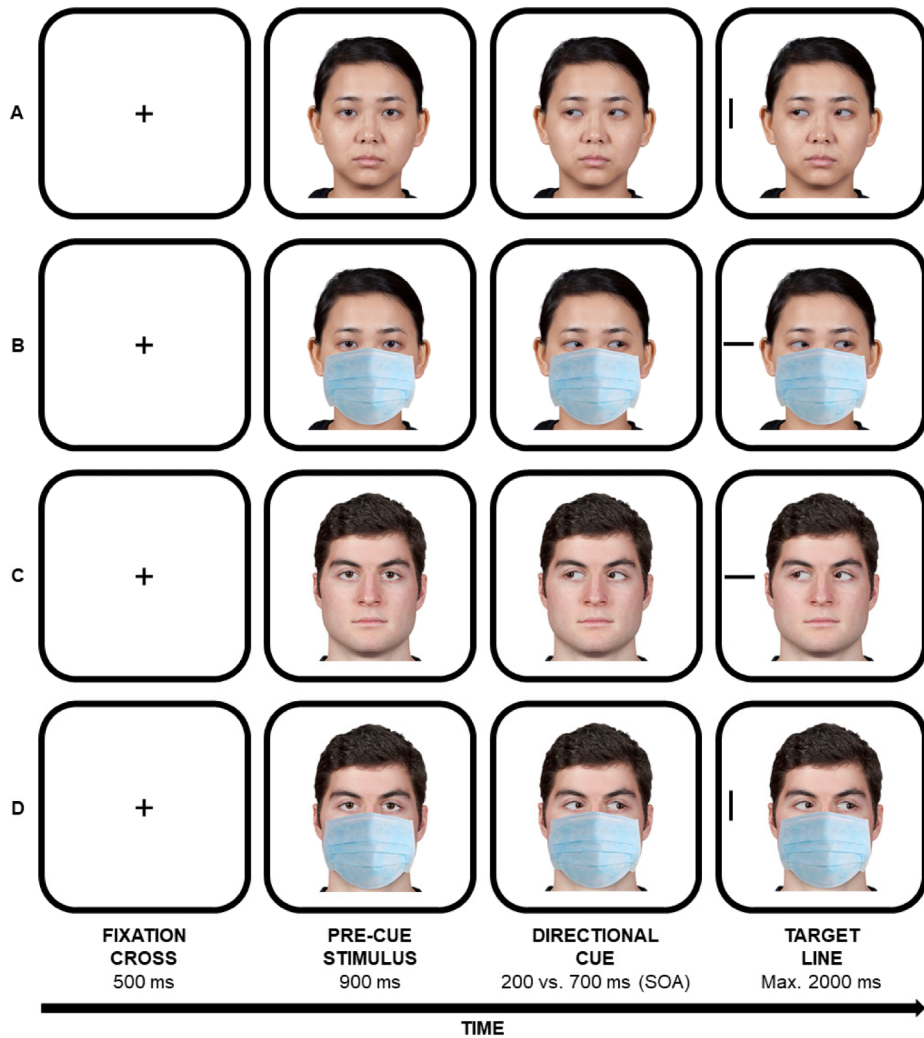 A
B
C
D
FIXATION CROSS
500 ms
PRE-CUE STIMULUS
900 ms
DIRECTIONAL CUE
200 vs. 700 ms (SOA)
TARGET LINE
Max. 2000 ms
TIME